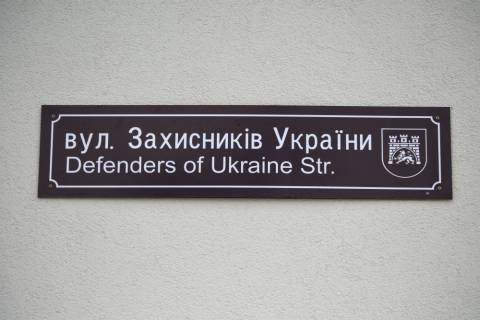 вул. Захисників України
Defenders of Ukraine Str.